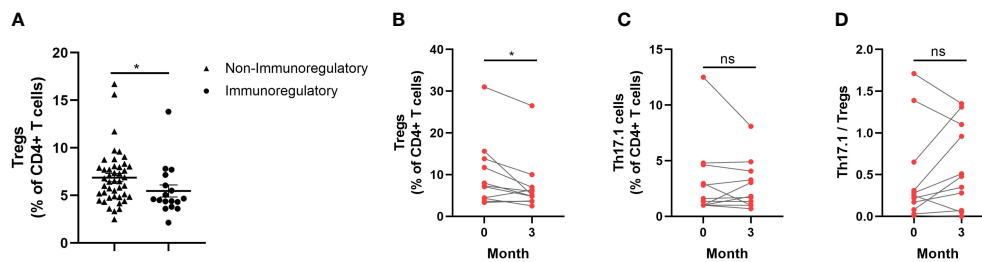 A
Tregs
(% of CD4+ T cells)
20
15
10
5
0
*
Non-Immunoregulatory
Immunoregulatory
B
Tregs
(% of CD4+ T cells)
40
30
20
10
0
*
0 3
Month
C
Th17.1 cells
(% of CD4+ T cells)
15
10
5
0
ns
0 3
Month
D
Th17.1 / Tregs
2.0
1.5
1.0
0.5
0.0
ns
0 3
Month